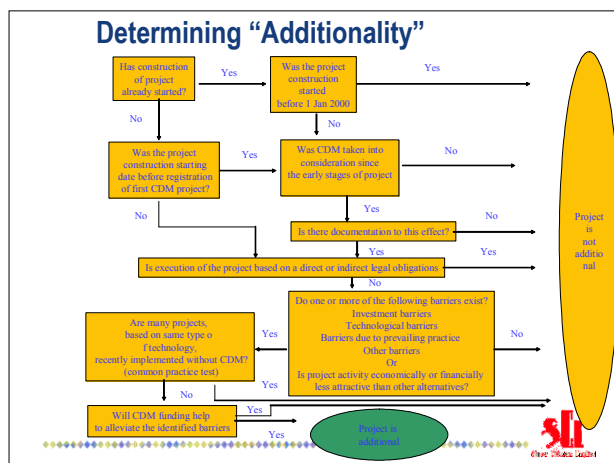 Determining “Additionality”
Has construction
of project
already started?
Yes
Was the project
construction
started
before 1 Jan 2000
Yes
No
No
Was the project
construction starting
date before registration
of first CDM project?
Yes
Was CDM taken into
consideration since
the early stages of project
No
No
Yes
Is there documentation to this effect?
No
Yes
Is execution of the project based on a direct or indirect legal obligations
Yes
No
Project
is
not
additio
nal
Do one or more of the following barriers exist?
Investment barriers
Technological barriers
Barriers due to prevailing practice
Other barriers
Or
Is project activity economically or financially
less attractive than other alternatives?
No
Yes
Are many projects,
based on same type o
f technology,
recently implemented without CDM?
(common practice test)
No
Yes
Will CDM funding help
to alleviate the identified barriers
Yes
Yes
Project is
additional
Limited